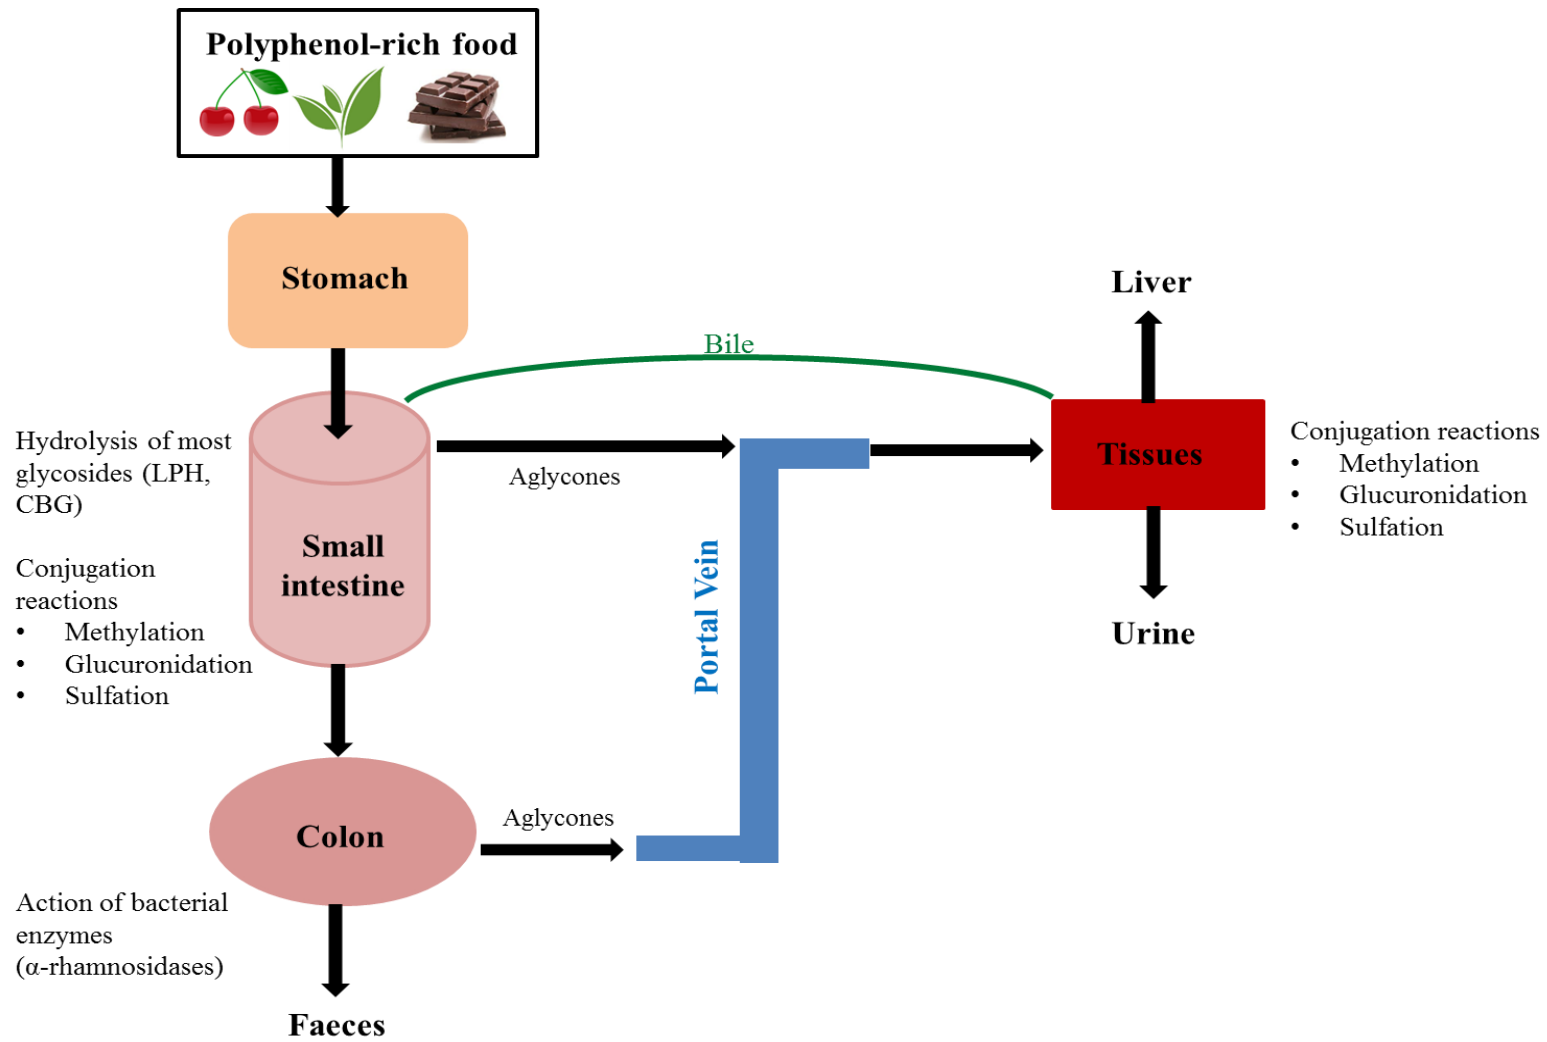 Polyphenol-rich food
Stomach
Liver
Bile
Hydrolysis of most
glycosides (LPH,
CBG)
Aglycones
Tissues
Conjugation reactions
• Methylation
• Glucuronidation
• Sulfation
Small
intestine
Conjugation
reactions
• Methylation
• Glucuronidation
• Sulfation
Portal Vein
Urine
Colon
Aglycones
Action of bacterial
enzymes
(α-rhamnosidases)
Faeces